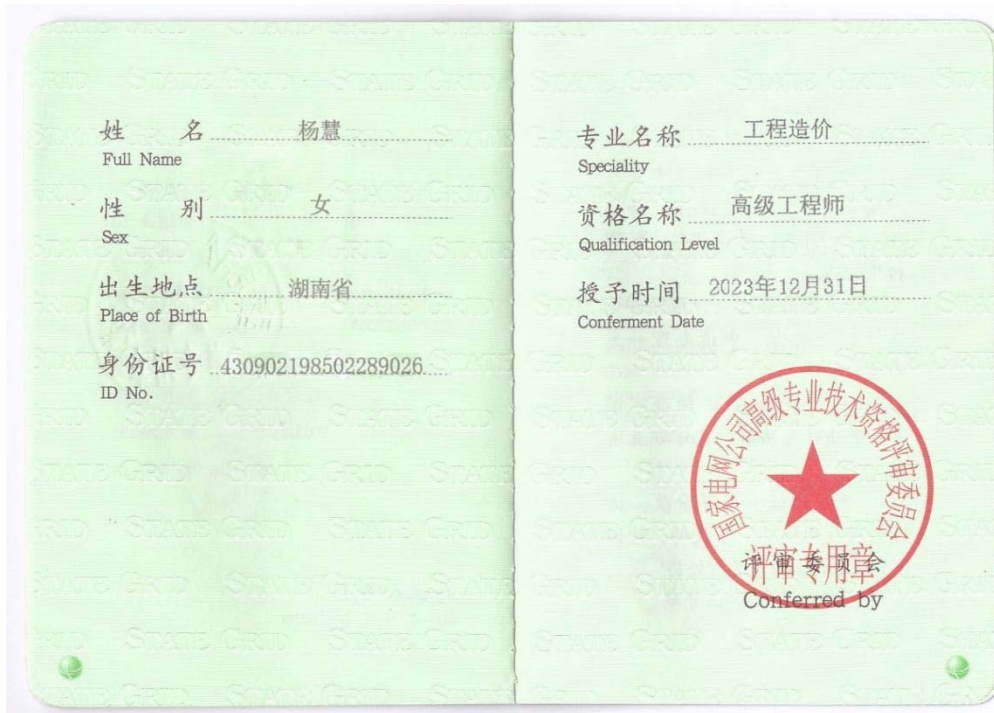 姓 名 杨慧
Full Name
性 别 女
Sex
出生地点 湖南省
Place of Birth
身份证号 430902198502289026
ID No.
专业名称 工程造价
Speciality
资格名称 高级工程师
Qualification Level
授予时间 2023年12月31日
Conferment Date
国家电网公司高级专业技术资格评审委员会
评审专用章
评审委员会
Conferred by
STATE GRID